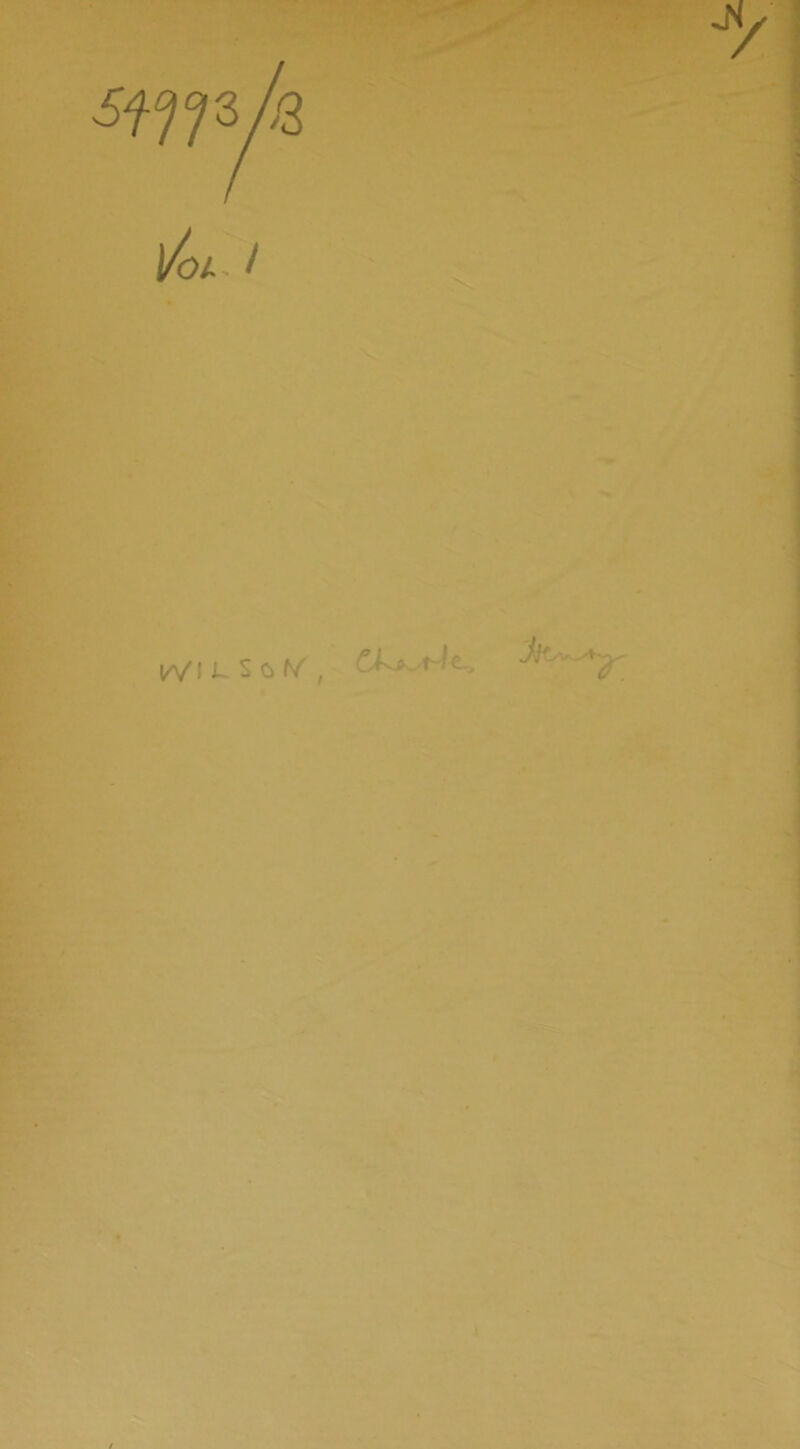 54993/B
Vol. 1
WILSON, Charles Henry